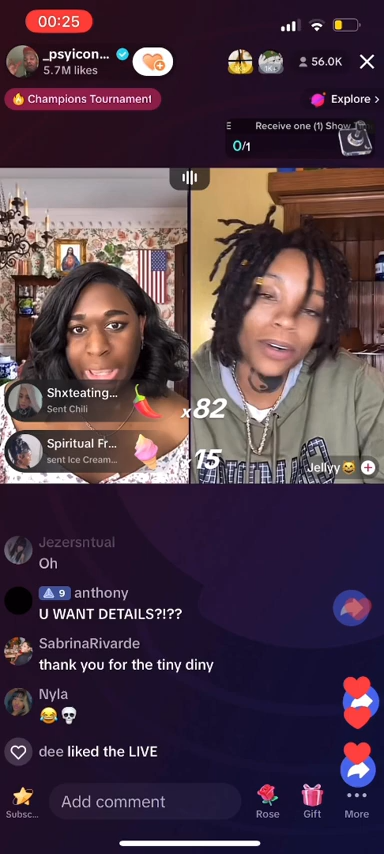 00:25
_psyicon...
5.7M likes
1K+
56.0K
Champions Tournament
Explore >
Receive one (1) Show
0/1
Shxteating...
Sent Chili
x82
Spiritual Fr...
sent Ice Cream...
x15
Jellyy 😆
Jezersntual
Oh
9 anthony
U WANT DETAILS?!??
SabrinaRivarde
thank you for the tiny diny
Nyla
😂💀
dee liked the LIVE
Subsc...
Add comment
Rose
Gift
More